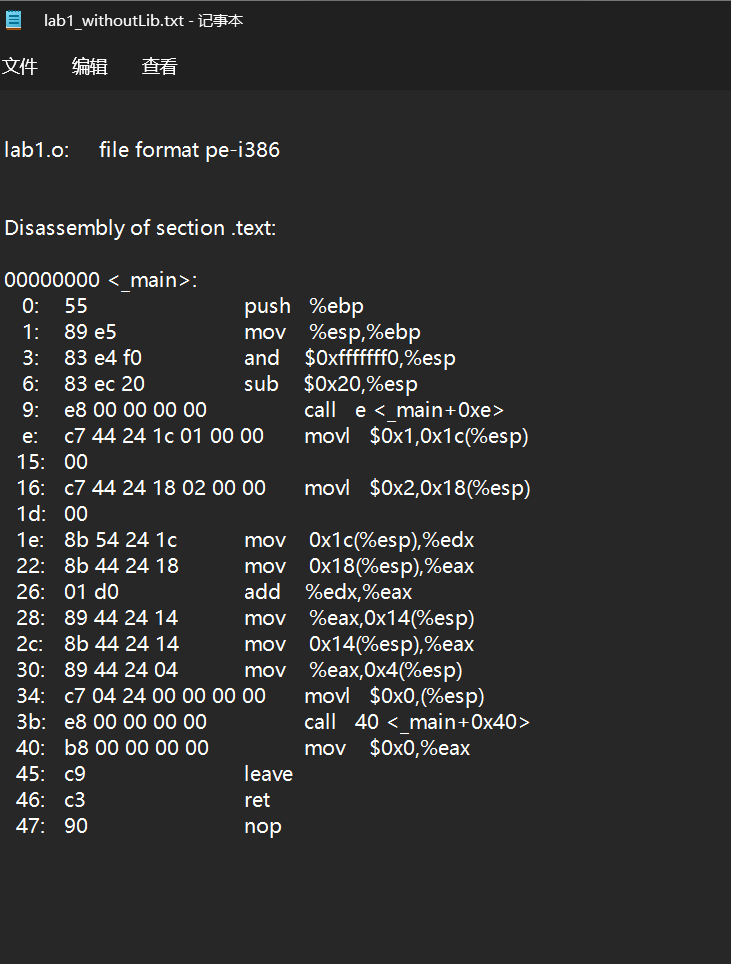 lab1_withoutLib.txt - 记事本
文件 编辑 查看
lab1.o: file format pe-i386
Disassembly of section .text:
00000000 <_main>:
0: 55 push %ebp
1: 89 e5 mov %esp,%ebp
3: 83 e4 f0 and $0xfffffff0,%esp
6: 83 ec 20 sub $0x20,%esp
9: e8 00 00 00 00 call e <_main+0xe>
e: c7 44 24 1c 01 00 00 movl $0x1,0x1c(%esp)
15: 00
16: c7 44 24 18 02 00 00 movl $0x2,0x18(%esp)
1d: 00
1e: 8b 54 24 1c mov 0x1c(%esp),%edx
22: 8b 44 24 18 mov 0x18(%esp),%eax
26: 01 d0 add %edx,%eax
28: 89 44 24 14 mov %eax,0x14(%esp)
2c: 8b 44 24 14 mov 0x14(%esp),%eax
30: 89 44 24 04 mov %eax,0x4(%esp)
34: c7 04 24 00 00 00 00 movl $0x0,(%esp)
3b: e8 00 00 00 00 call 40 <_main+0x40>
40: b8 00 00 00 00 mov $0x0,%eax
45: c9 leave
46: c3 ret
47: 90 nop